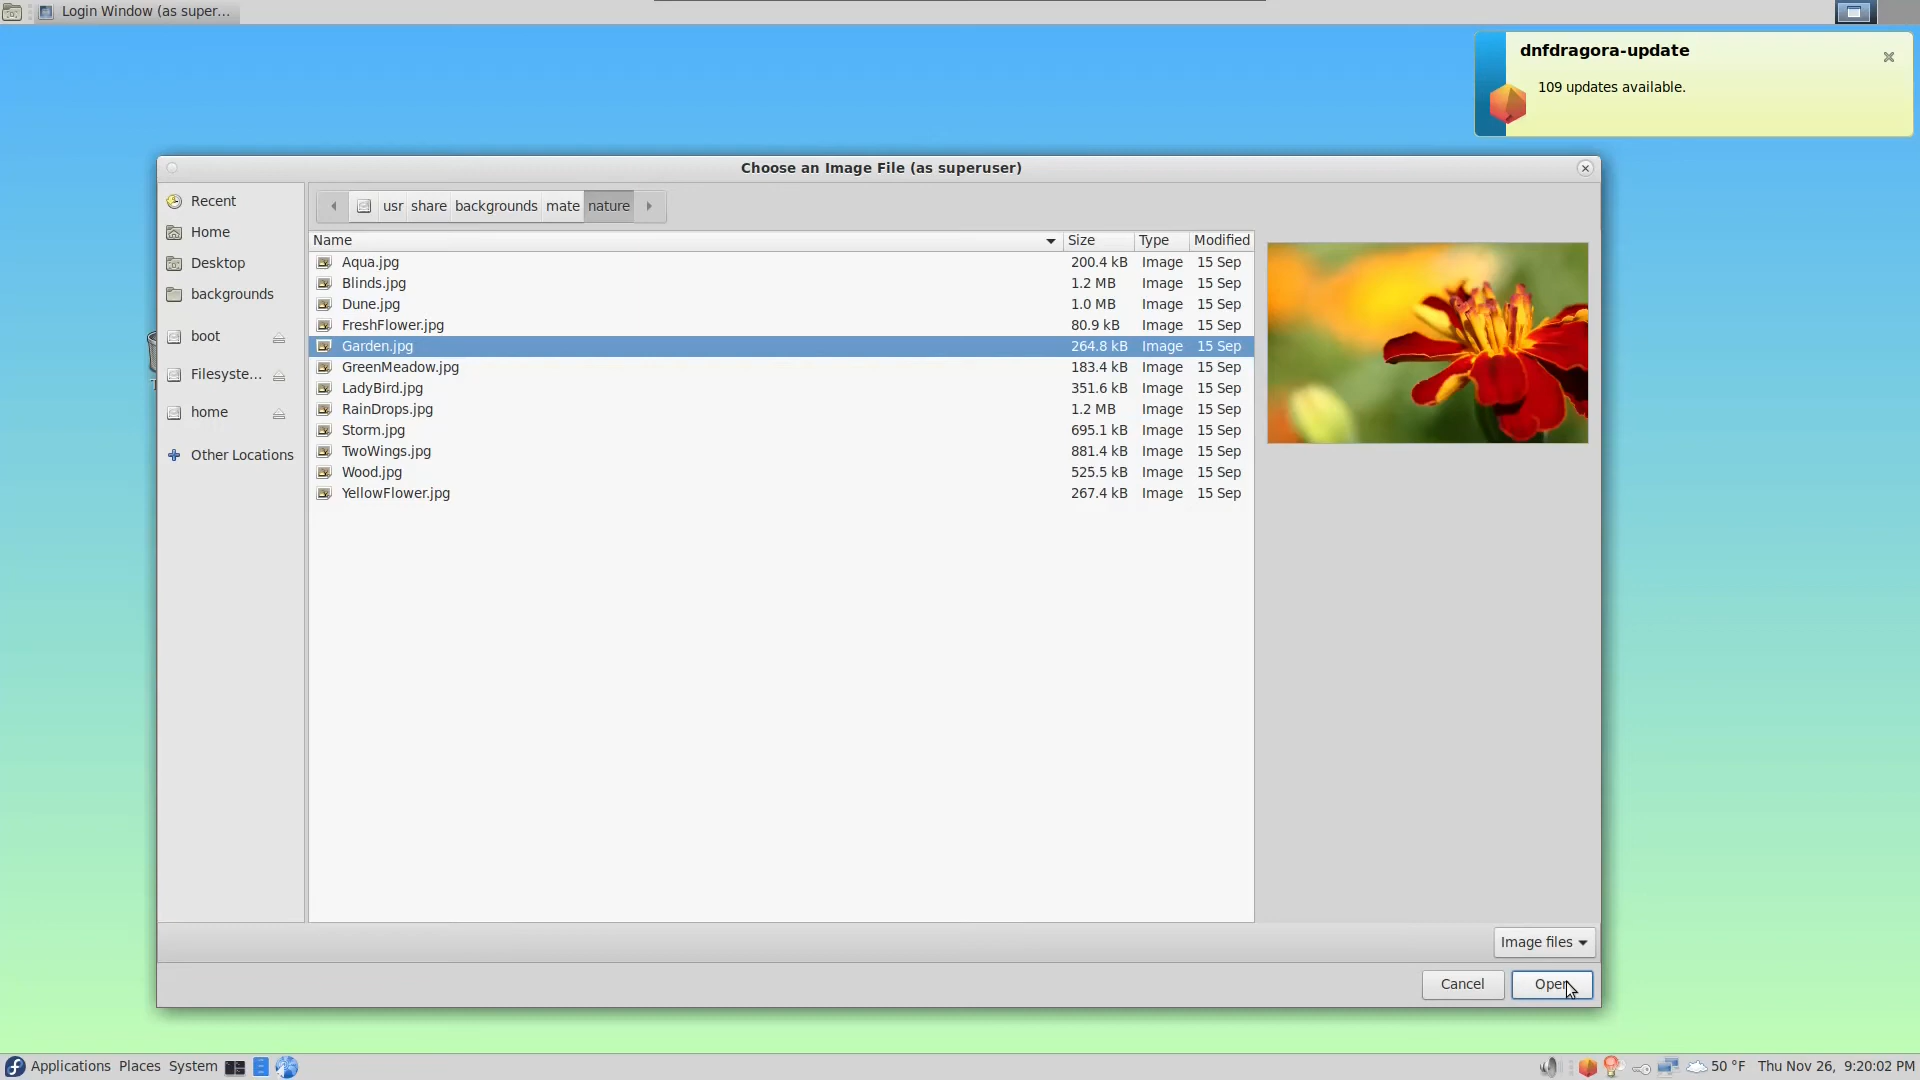 Login Window (as super...
dnfdragora-update
109 updates available.
Choose an Image File (as superuser)
Recent
Home
Desktop
backgrounds
boot
Filesyste...
home
Other Locations
usr share backgrounds mate nature
Name Size Type Modified
Aqua.jpg 200.4 kB Image 15 Sep
Blinds.jpg 1.2 MB Image 15 Sep
Dune.jpg 1.0 MB Image 15 Sep
FreshFlower.jpg 80.9 kB Image 15 Sep
Garden.jpg 264.8 kB Image 15 Sep
GreenMeadow.jpg 183.4 kB Image 15 Sep
LadyBird.jpg 351.6 kB Image 15 Sep
RainDrops.jpg 1.2 MB Image 15 Sep
Storm.jpg 695.1 kB Image 15 Sep
TwoWings.jpg 881.4 kB Image 15 Sep
Wood.jpg 525.5 kB Image 15 Sep
YellowFlower.jpg 267.4 kB Image 15 Sep
Image files
Cancel Open
Applications Places System 50 °F Thu Nov 26, 9:20:02 PM